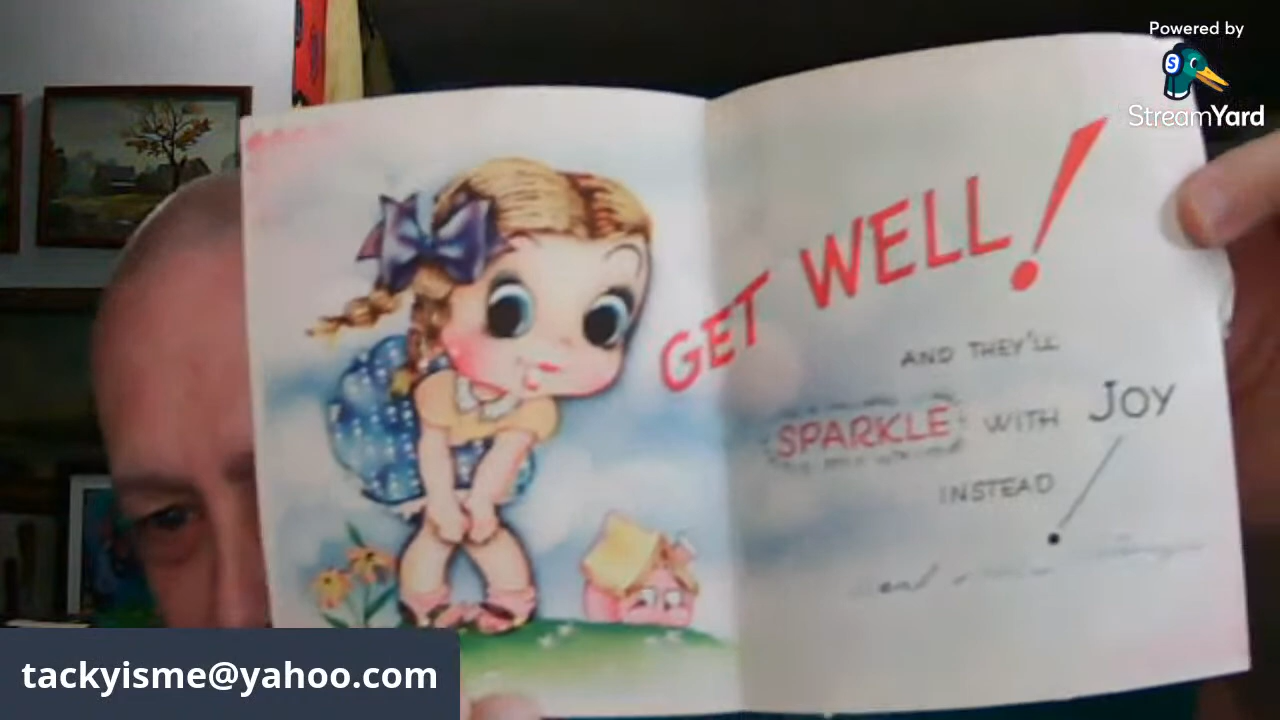 Powered by
StreamYard
GET WELL!
AND THEY'LL
SPARKLE WITH JOY
INSTEAD
tackyisme@yahoo.com